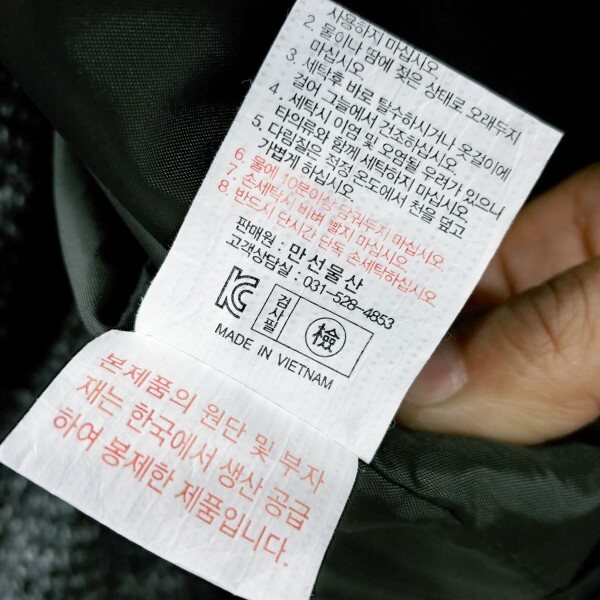 사용하지 마십시오.
2. 물이나 땀에 젖은 상태로 오래두지
마십시오.
3. 세탁후 바로 탈수하시거나 옷걸이에
걸어 그늘에서 건조하십시오.
4. 세탁시 이염 및 오염될 우려가 있으니
타의류와 함께 세탁하지 마십시오.
5. 다림질은 적정 온도에서 천을 덮고
가볍게 하십시오.
6. 물에 10분이상 담궈두지 마십시오.
7. 손세탁시 비벼 빨지 마십시오.
8. 반드시 단시간 단독 손세탁하십시오.
판매원 : 만선물산
고객상담실 : 031-528-4853
KC 검사필 檢
MADE IN VIETNAM
본제품의 원단 및 부자
재는 한국에서 생산 공급
하여 봉제한 제품입니다.